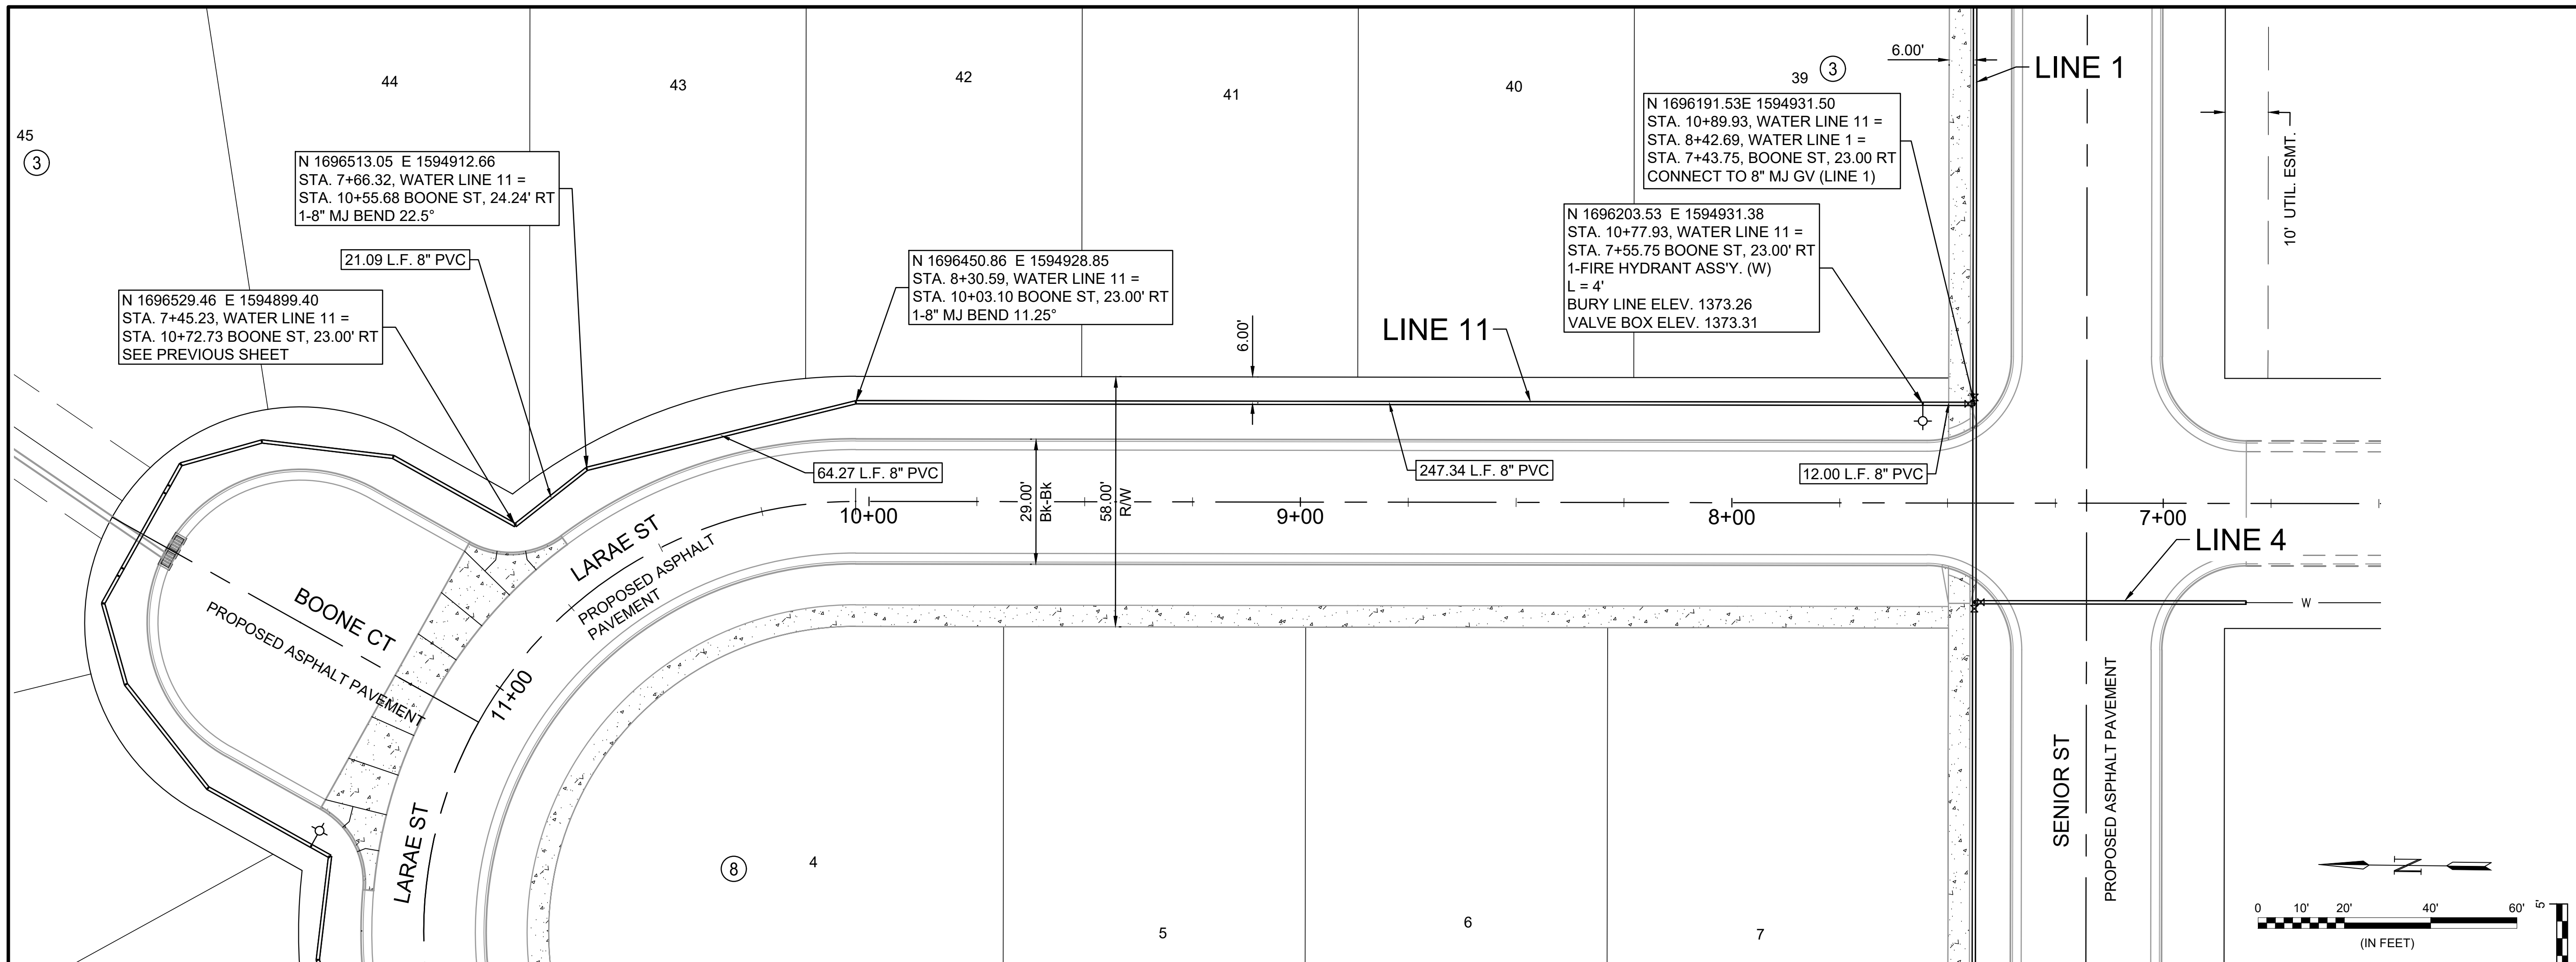 44
43
42
41
40
39
3
6.00'
LINE 1
45
3
N 1696513.05 E 1594912.66
STA. 7+66.32, WATER LINE 11 =
STA. 10+55.68 BOONE ST, 24.24' RT
1-8" MJ BEND 22.5°
N 1696191.53E 1594931.50
STA. 10+89.93, WATER LINE 11 =
STA. 8+42.69, WATER LINE 1 =
STA. 7+43.75, BOONE ST, 23.00 RT
CONNECT TO 8" MJ GV (LINE 1)
10' UTIL. ESMT.
21.09 L.F. 8" PVC
N 1696450.86 E 1594928.85
STA. 8+30.59, WATER LINE 11 =
STA. 10+03.10 BOONE ST, 23.00' RT
1-8" MJ BEND 11.25°
N 1696203.53 E 1594931.38
STA. 10+77.93, WATER LINE 11 =
STA. 7+55.75 BOONE ST, 23.00' RT
1-FIRE HYDRANT ASS'Y. (W)
L = 4'
BURY LINE ELEV. 1373.26
VALVE BOX ELEV. 1373.31
N 1696529.46 E 1594899.40
STA. 7+45.23, WATER LINE 11 =
STA. 10+72.73 BOONE ST, 23.00' RT
SEE PREVIOUS SHEET
6.00'
LINE 11
64.27 L.F. 8" PVC
247.34 L.F. 8" PVC
12.00 L.F. 8" PVC
29.00'
Bk-Bk
58.00'
R/W
10+00
9+00
8+00
7+00
LINE 4
W
LARAE ST
PROPOSED ASPHALT
PAVEMENT
BOONE CT
PROPOSED ASPHALT PAVEMENT
11+00
LARAE ST
SENIOR ST
PROPOSED ASPHALT PAVEMENT
8
4
5
6
7
N
0 10' 20' 40' 60'
(IN FEET)
5'